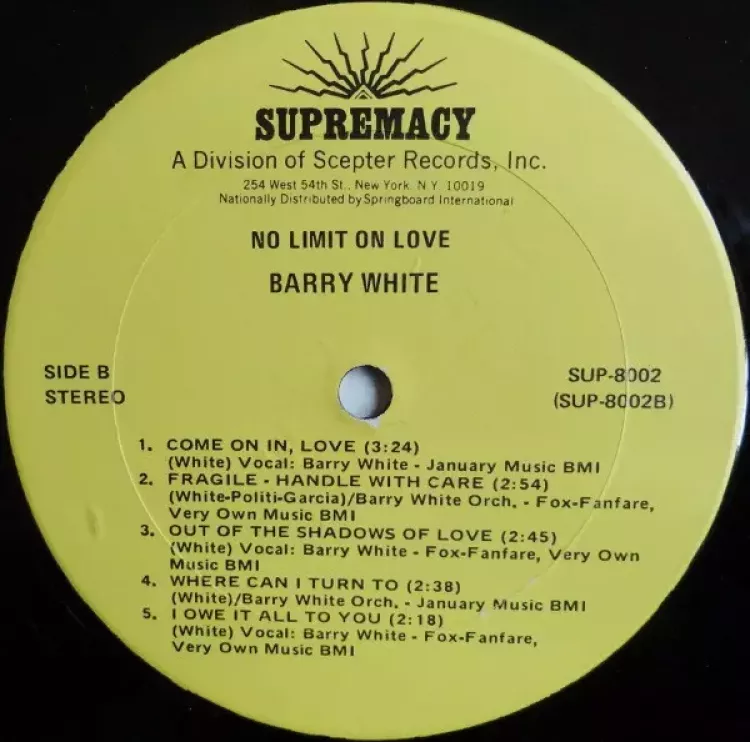 SUPREMACY
A Division of Scepter Records, Inc.
254 West 54th St., New York, N.Y. 10019
Nationally Distributed by Springboard International
NO LIMIT ON LOVE
BARRY WHITE
SIDE B
STEREO
SUP-8002
(SUP-8002B)
1. COME ON IN, LOVE (3:24)
(White) Vocal: Barry White - January Music BMI
2. FRAGILE - HANDLE WITH CARE (2:54)
(White-Politi-Garcia)/Barry White Orch. - Fox-Fanfare,
Very Own Music BMI
3. OUT OF THE SHADOWS OF LOVE (2:45)
(White) Vocal: Barry White - Fox-Fanfare, Very Own
Music BMI
4. WHERE CAN I TURN TO (2:38)
(White)/Barry White Orch. - January Music BMI
5. I OWE IT ALL TO YOU (2:18)
(White) Vocal: Barry White - Fox-Fanfare,
Very Own Music BMI